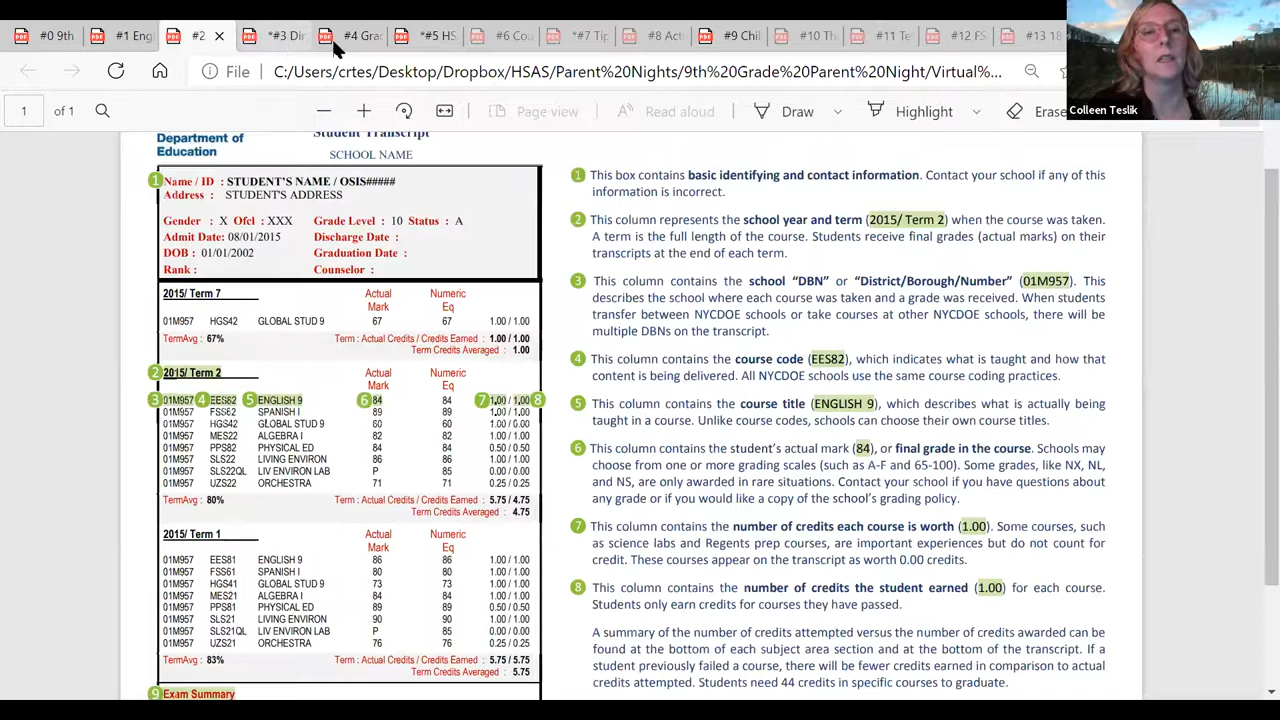 #0 9th
#1 Eng
#2
*#3 Dir
#4 Gra
*#5 HS
#6 Cou
*#7 Tip
#8 Acti
#9 Chil
#10 Th
#11 Te
#12 FS
#13 18
File
C:/Users/crtes/Desktop/Dropbox/HSAS/Parent%20Nights/9th%20Grade%20Parent%20Night/Virtual%...
1 of 1
Page view
Read aloud
Draw
Highlight
Erase
Colleen Teslik
Department of
Education
Student Transcript
SCHOOL NAME
1 Name / ID : STUDENT'S NAME / OSIS#####
Address : STUDENT'S ADDRESS
Gender : X Ofcl : XXX Grade Level : 10 Status : A
Admit Date: 08/01/2015 Discharge Date :
DOB : 01/01/2002 Graduation Date :
Rank : Counselor :
2015/ Term 7 Actual Numeric
Mark Eq
01M957 HGS42 GLOBAL STUD 9 67 67 1.00 / 1.00
TermAvg : 67% Term : Actual Credits / Credits Earned : 1.00 / 1.00
Term Credits Averaged : 1.00
2 2015/ Term 2 Actual Numeric
Mark Eq
3 01M957 4 EES82 5 ENGLISH 9 6 84 84 7 1.00 / 1.00 8
01M957 FSS62 SPANISH I 89 89 1.00 / 1.00
01M957 HGS42 GLOBAL STUD 9 60 60 1.00 / 0.00
01M957 MES22 ALGEBRA I 82 82 1.00 / 1.00
01M957 PPS82 PHYSICAL ED 84 84 0.50 / 0.50
01M957 SLS22 LIVING ENVIRON 86 86 1.00 / 1.00
01M957 SLS22QL LIV ENVIRON LAB P 85 0.00 / 0.00
01M957 UZS22 ORCHESTRA 71 71 0.25 / 0.25
TermAvg : 80% Term : Actual Credits / Credits Earned : 5.75 / 4.75
Term Credits Averaged : 4.75
2015/ Term 1 Actual Numeric
Mark Eq
01M957 EES81 ENGLISH 9 86 86 1.00 / 1.00
01M957 FSS61 SPANISH I 80 80 1.00 / 1.00
01M957 HGS41 GLOBAL STUD 9 73 73 1.00 / 1.00
01M957 MES21 ALGEBRA I 84 84 1.00 / 1.00
01M957 PPS81 PHYSICAL ED 89 89 0.50 / 0.50
01M957 SLS21 LIVING ENVIRON 90 90 1.00 / 1.00
01M957 SLS21QL LIV ENVIRON LAB P 85 0.00 / 0.00
01M957 UZS21 ORCHESTRA 76 76 0.25 / 0.25
TermAvg : 83% Term : Actual Credits / Credits Earned : 5.75 / 5.75
Term Credits Averaged : 5.75
9 Exam Summary
1 This box contains basic identifying and contact information. Contact your school if any of this
information is incorrect.
2 This column represents the school year and term (2015/ Term 2) when the course was taken.
A term is the full length of the course. Students receive final grades (actual marks) on their
transcripts at the end of each term.
3 This column contains the school “DBN” or “District/Borough/Number” (01M957). This
describes the school where each course was taken and a grade was received. When students
transfer between NYCDOE schools or take courses at other NYCDOE schools, there will be
multiple DBNs on the transcript.
4 This column contains the course code (EES82), which indicates what is taught and how that
content is being delivered. All NYCDOE schools use the same course coding practices.
5 This column contains the course title (ENGLISH 9), which describes what is actually being
taught in a course. Unlike course codes, schools can choose their own course titles.
6 This column contains the student's actual mark (84), or final grade in the course. Schools may
choose from one or more grading scales (such as A-F and 65-100). Some grades, like NX, NL,
and NS, are only awarded in rare situations. Contact your school if you have questions about
any grade or if you would like a copy of the school's grading policy.
7 This column contains the number of credits each course is worth (1.00). Some courses, such
as science labs and Regents prep courses, are important experiences but do not count for
credit. These courses appear on the transcript as worth 0.00 credits.
8 This column contains the number of credits the student earned (1.00) for each course.
Students only earn credits for courses they have passed.
A summary of the number of credits attempted versus the number of credits awarded can be
found at the bottom of each subject area section and at the bottom of the transcript. If a
student previously failed a course, there will be fewer credits earned in comparison to actual
credits attempted. Students need 44 credits in specific courses to graduate.